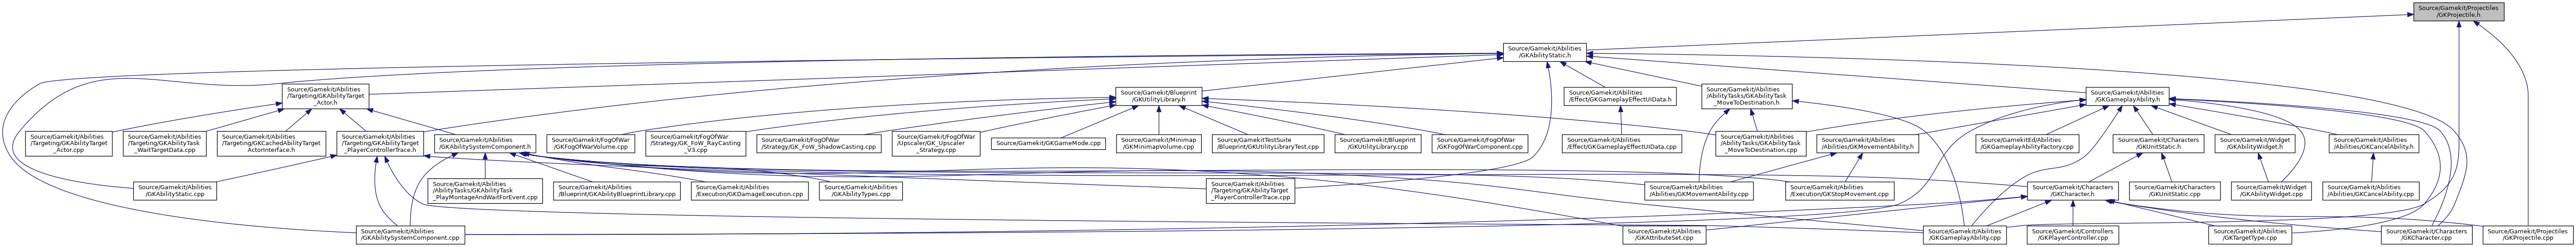 Source/Gamekit/Projectiles
/GKProjectile.h
Source/Gamekit/Abilities
/GKAbilityStatic.h
Source/Gamekit/Abilities
/Targeting/GKAbilityTarget
_Actor.h
Source/Gamekit/Blueprint
/GKUtilityLibrary.h
Source/Gamekit/Abilities
/Effect/GKGameplayEffectUIData.h
Source/Gamekit/Abilities
/AbilityTasks/GKAbilityTask
_MoveToDestination.h
Source/Gamekit/Abilities
/GKGameplayAbility.h
Source/Gamekit/Abilities
/Targeting/GKAbilityTarget
_Actor.cpp
Source/Gamekit/Abilities
/Targeting/GKAbilityTask
_WaitTargetData.cpp
Source/Gamekit/Abilities
/Targeting/GKCachedAbilityTarget
ActorInterface.h
Source/Gamekit/Abilities
/Targeting/GKAbilityTarget
_PlayerControllerTrace.h
Source/Gamekit/Abilities
/GKAbilitySystemComponent.h
Source/Gamekit/FogOfWar
/GKFogOfWarVolume.cpp
Source/Gamekit/FogOfWar
/Strategy/GK_FoW_RayCasting
_V3.cpp
Source/Gamekit/FogOfWar
/Strategy/GK_FoW_ShadowCasting.cpp
Source/Gamekit/FogOfWar
/Upscaler/GK_Upscaler
_Strategy.cpp
Source/Gamekit/GKGameMode.cpp
Source/Gamekit/Minimap
/GKMinimapVolume.cpp
Source/GamekitTestSuite
/Blueprint/GKUtilityLibraryTest.cpp
Source/Gamekit/Blueprint
/GKUtilityLibrary.cpp
Source/Gamekit/FogOfWar
/GKFogOfWarComponent.cpp
Source/Gamekit/Abilities
/Effect/GKGameplayEffectUIData.cpp
Source/Gamekit/Abilities
/AbilityTasks/GKAbilityTask
_MoveToDestination.cpp
Source/Gamekit/Abilities
/Abilities/GKMovementAbility.h
Source/GamekitEd/Abilities
/GKGameplayAbilityFactory.cpp
Source/Gamekit/Characters
/GKUnitStatic.h
Source/Gamekit/Widget
/GKAbilityWidget.h
Source/Gamekit/Abilities
/Abilities/GKCancelAbility.h
Source/Gamekit/Abilities
/GKAbilityStatic.cpp
Source/Gamekit/Abilities
/AbilityTasks/GKAbilityTask
_PlayMontageAndWaitForEvent.cpp
Source/Gamekit/Abilities
/Blueprint/GKAbilityBlueprintLibrary.cpp
Source/Gamekit/Abilities
/Execution/GKDamageExecution.cpp
Source/Gamekit/Abilities
/GKAbilityTypes.cpp
Source/Gamekit/Abilities
/Targeting/GKAbilityTarget
_PlayerControllerTrace.cpp
Source/Gamekit/Abilities
/Abilities/GKMovementAbility.cpp
Source/Gamekit/Abilities
/Execution/GKStopMovement.cpp
Source/Gamekit/Characters
/GKCharacter.h
Source/Gamekit/Characters
/GKUnitStatic.cpp
Source/Gamekit/Widget
/GKAbilityWidget.cpp
Source/Gamekit/Abilities
/Abilities/GKCancelAbility.cpp
Source/Gamekit/Abilities
/GKAbilitySystemComponent.cpp
Source/Gamekit/Abilities
/GKAttributeSet.cpp
Source/Gamekit/Abilities
/GKGameplayAbility.cpp
Source/Gamekit/Controllers
/GKPlayerController.cpp
Source/Gamekit/Abilities
/GKTargetType.cpp
Source/Gamekit/Characters
/GKCharacter.cpp
Source/Gamekit/Projectiles
/GKProjectile.cpp